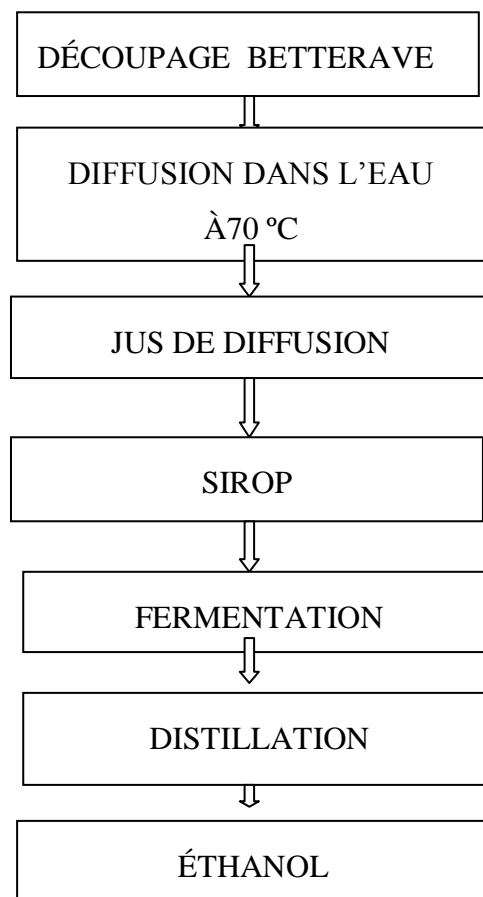 DÉCOUPAGE BETTERAVE
DIFFUSION DANS L’EAU
À70 ºC
JUS DE DIFFUSION
SIROP
FERMENTATION
DISTILLATION
ÉTHANOL